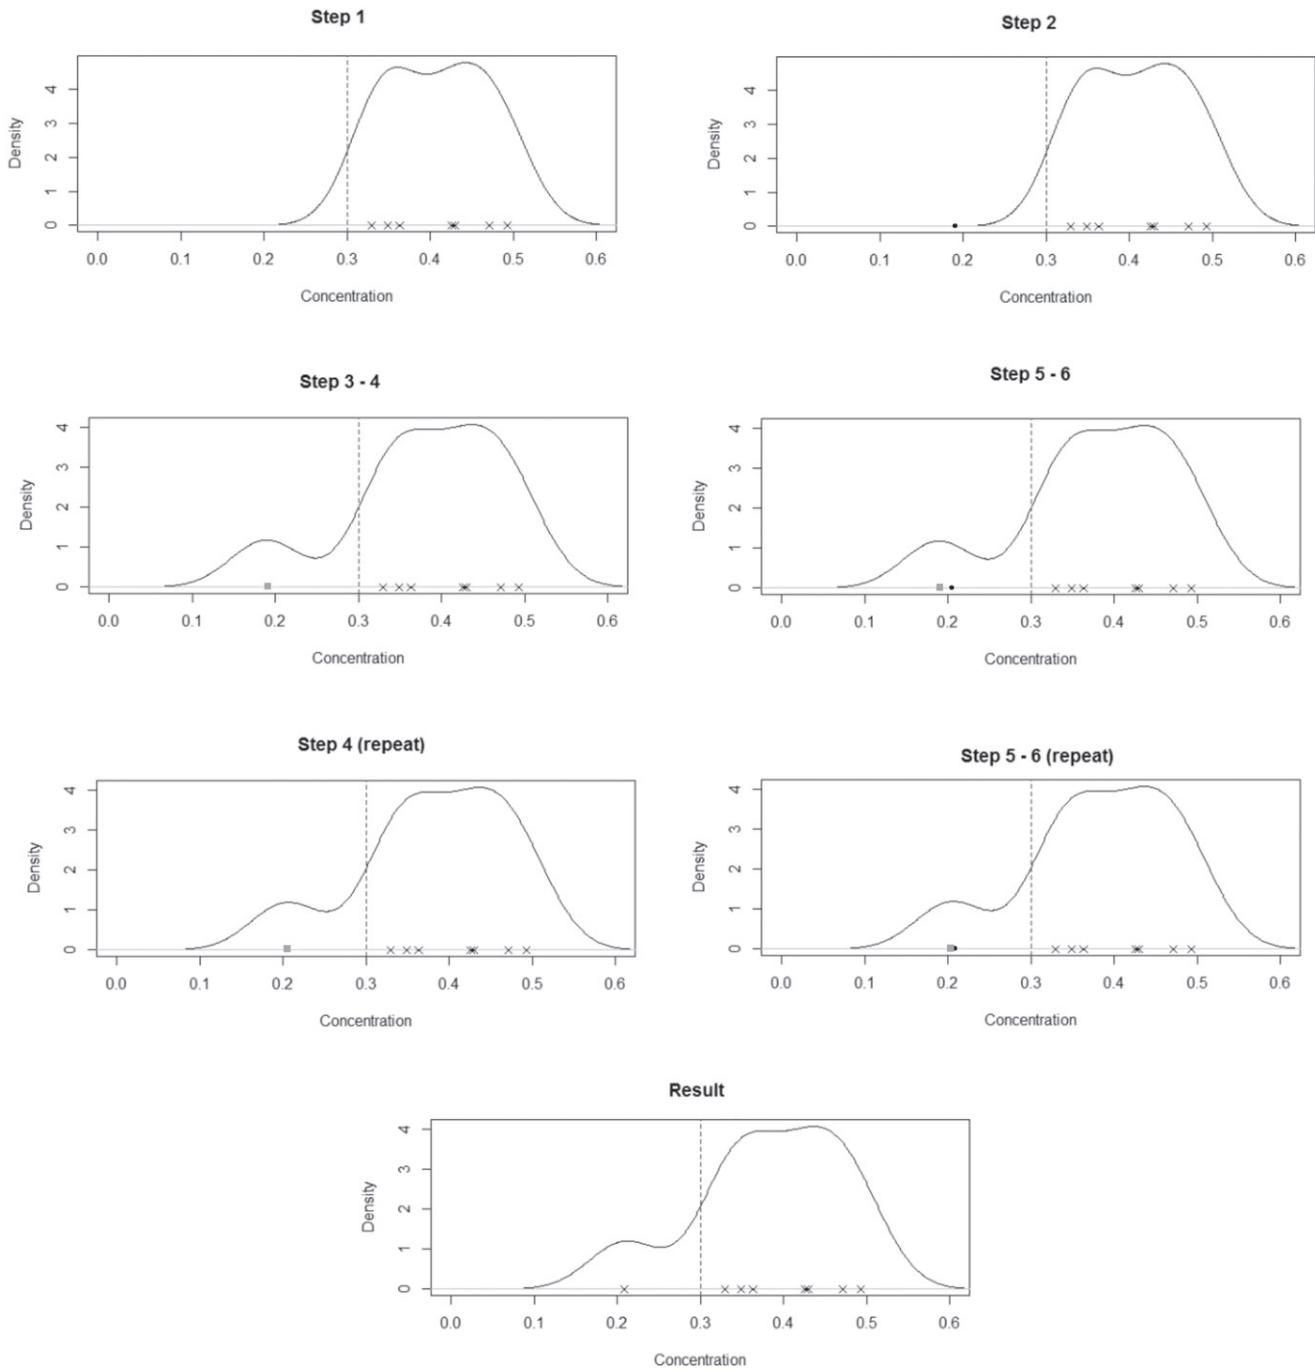 Step 1
Density
0 1 2 3 4
0.0 0.1 0.2 0.3 0.4 0.5 0.6
Concentration
Step 2
Density
0 1 2 3 4
0.0 0.1 0.2 0.3 0.4 0.5 0.6
Concentration
Step 3 - 4
Density
0 1 2 3 4
0.0 0.1 0.2 0.3 0.4 0.5 0.6
Concentration
Step 5 - 6
Density
0 1 2 3 4
0.0 0.1 0.2 0.3 0.4 0.5 0.6
Concentration
Step 4 (repeat)
Density
0 1 2 3 4
0.0 0.1 0.2 0.3 0.4 0.5 0.6
Concentration
Step 5 - 6 (repeat)
Density
0 1 2 3 4
0.0 0.1 0.2 0.3 0.4 0.5 0.6
Concentration
Result
Density
0 1 2 3 4
0.0 0.1 0.2 0.3 0.4 0.5 0.6
Concentration